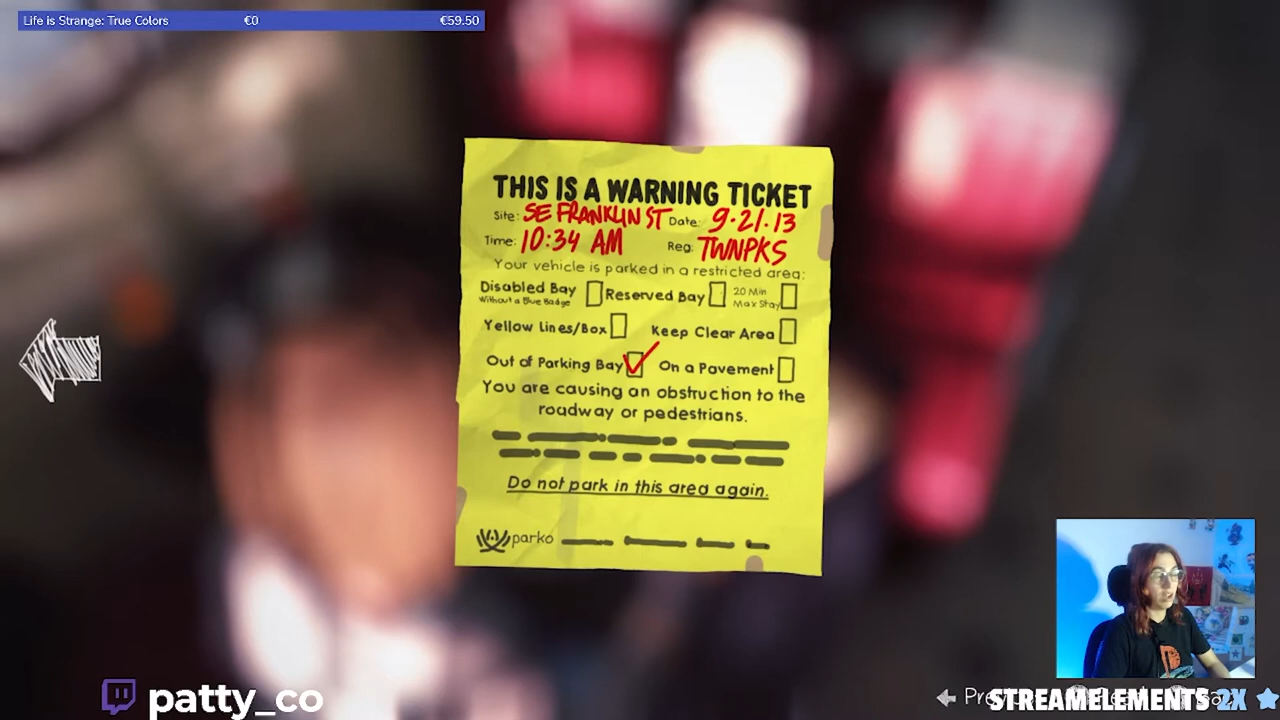 Life is Strange: True Colors €0 €59.50
THIS IS A WARNING TICKET
Site: SE FRANKLIN ST Date: 9.21.13
Time: 10:34 AM Reg: TWNPKS
Your vehicle is parked in a restricted area:
Disabled Bay Reserved Bay 20 Min
Without a Blue Badge Max Stay
Yellow Lines/Box Keep Clear Area
Out of Parking Bay On a Pavement
You are causing an obstruction to the
roadway or pedestrians.
Do not park in this area again.
parko
patty_co
STREAMELEMENTS 2X